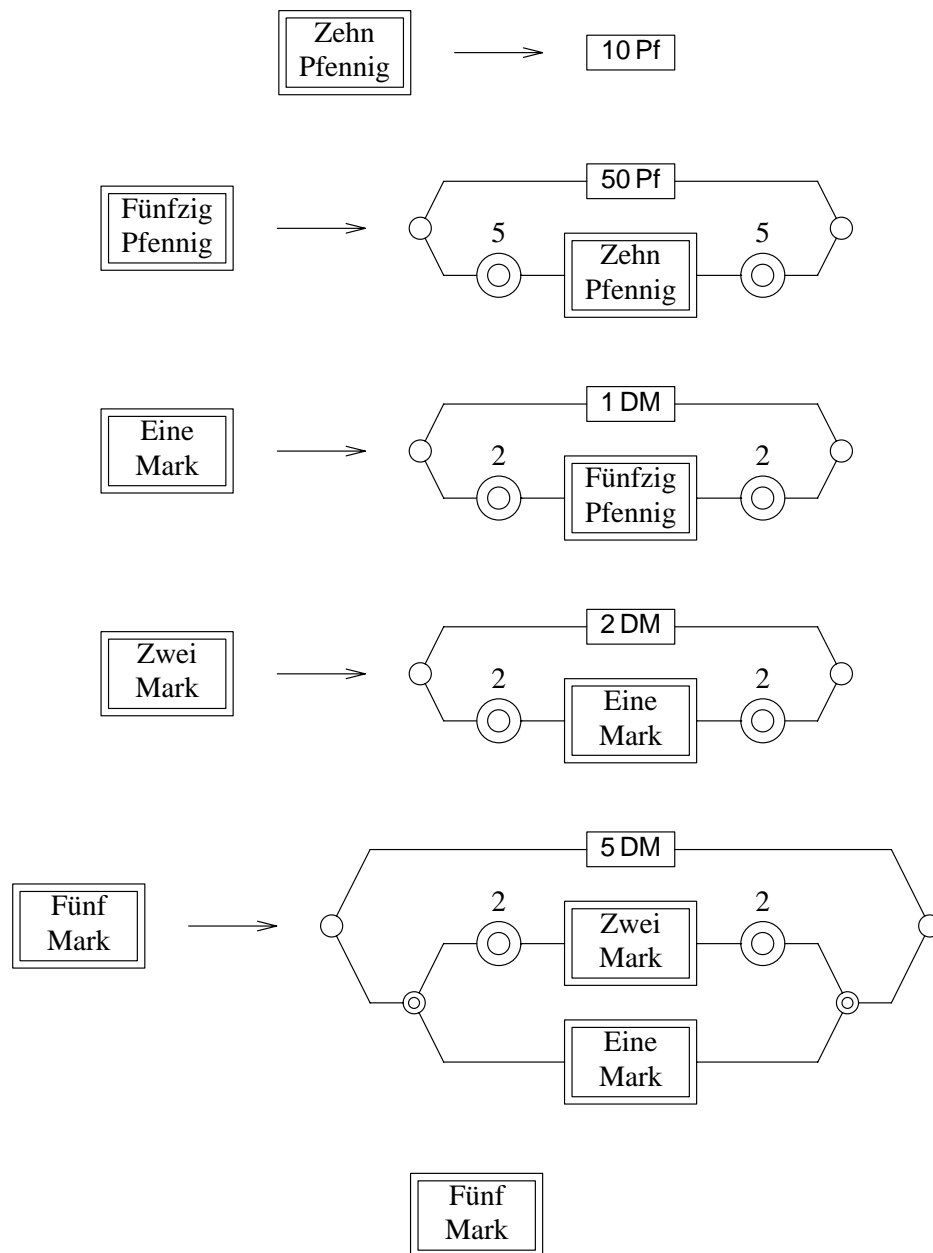 Zehn
Pfennig
10 Pf
50 Pf
Fünfzig
Pfennig
5
5
Zehn
Pfennig
1 DM
Eine
Mark
2
2
Fünfzig
Pfennig
2 DM
Zwei
Mark
2
2
Eine
Mark
5 DM
Fünf
Mark
2
2
Zwei
Mark
Eine
Mark
Fünf
Mark